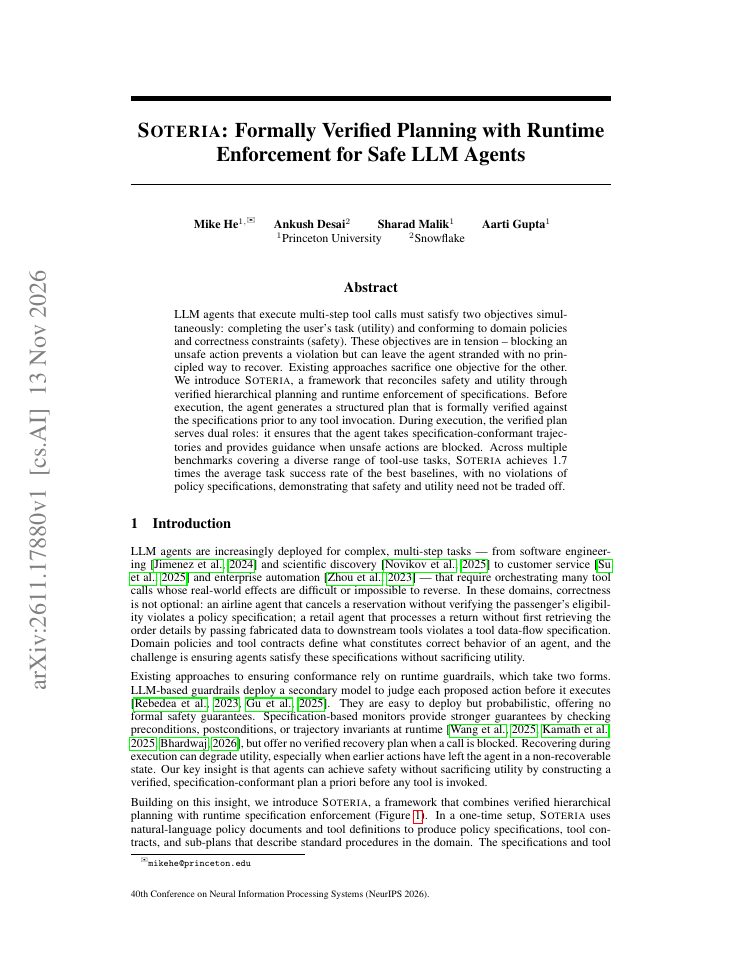 SOTERIA: Formally Verified Planning with Runtime
Enforcement for Safe LLM Agents
Mike He1,✉ Ankush Desai2 Sharad Malik1 Aarti Gupta1
1Princeton University 2Snowflake
arXiv:2611.17880v1 [cs.AI] 13 Nov 2026
Abstract
LLM agents that execute multi-step tool calls must satisfy two objectives simul-
taneously: completing the user's task (utility) and conforming to domain policies
and correctness constraints (safety). These objectives are in tension – blocking an
unsafe action prevents a violation but can leave the agent stranded with no prin-
cipled way to recover. Existing approaches sacrifice one objective for the other.
We introduce SOTERIA, a framework that reconciles safety and utility through
verified hierarchical planning and runtime enforcement of specifications. Before
execution, the agent generates a structured plan that is formally verified against
the specifications prior to any tool invocation. During execution, the verified plan
serves dual roles: it ensures that the agent takes specification-conformant trajec-
tories and provides guidance when unsafe actions are blocked. Across multiple
benchmarks covering a diverse range of tool-use tasks, SOTERIA achieves 1.7
times the average task success rate of the best baselines, with no violations of
policy specifications, demonstrating that safety and utility need not be traded off.
1 Introduction
LLM agents are increasingly deployed for complex, multi-step tasks — from software engineer-
ing [Jimenez et al., 2024] and scientific discovery [Novikov et al., 2025] to customer service [Su
et al., 2025] and enterprise automation [Zhou et al., 2023] — that require orchestrating many tool
calls whose real-world effects are difficult or impossible to reverse. In these domains, correctness
is not optional: an airline agent that cancels a reservation without verifying the passenger's eligibil-
ity violates a policy specification; a retail agent that processes a return without first retrieving the
order details by passing fabricated data to downstream tools violates a tool data-flow specification.
Domain policies and tool contracts define what constitutes correct behavior of an agent, and the
challenge is ensuring agents satisfy these specifications without sacrificing utility.
Existing approaches to ensuring conformance rely on runtime guardrails, which take two forms.
LLM-based guardrails deploy a secondary model to judge each proposed action before it executes
[Rebedea et al., 2023, Gu et al., 2025]. They are easy to deploy but probabilistic, offering no
formal safety guarantees. Specification-based monitors provide stronger guarantees by checking
preconditions, postconditions, or trajectory invariants at runtime [Wang et al., 2025, Kamath et al.,
2025, Bhardwaj, 2026], but offer no verified recovery plan when a call is blocked. Recovering during
execution can degrade utility, especially when earlier actions have left the agent in a non-recoverable
state. Our key insight is that agents can achieve safety without sacrificing utility by constructing a
verified, specification-conformant plan a priori before any tool is invoked.
Building on this insight, we introduce SOTERIA, a framework that combines verified hierarchical
planning with runtime specification enforcement (Figure 1). In a one-time setup, SOTERIA uses
natural-language policy documents and tool definitions to produce policy specifications, tool con-
tracts, and sub-plans that describe standard procedures in the domain. The specifications and tool
✉mikehe@princeton.edu
40th Conference on Neural Information Processing Systems (NeurIPS 2026).